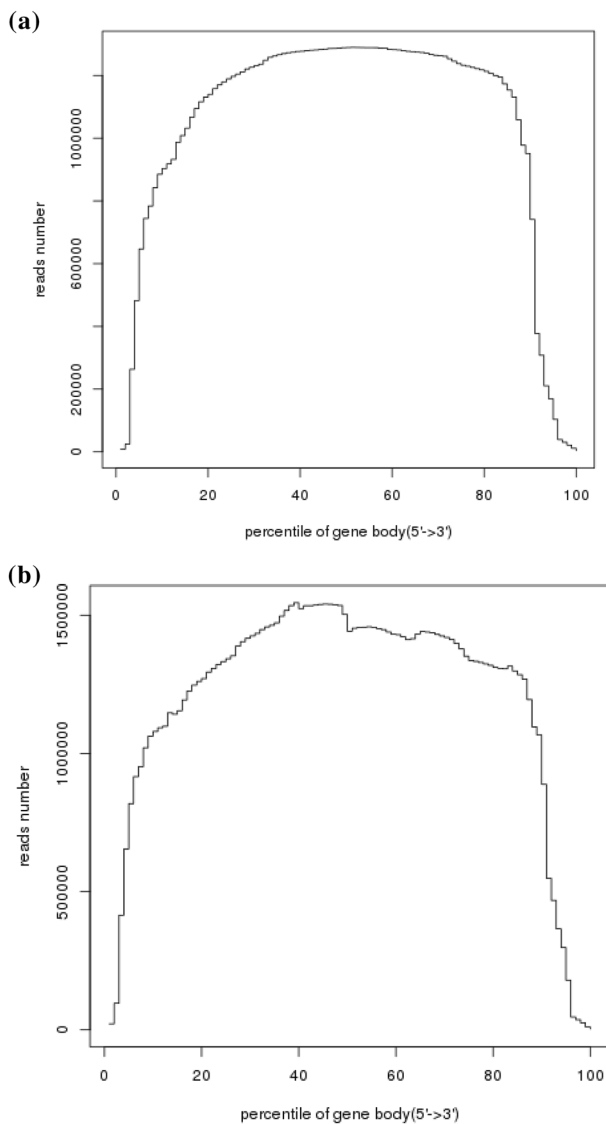 (a)
reads number
0
200000
600000
1000000
0 20 40 60 80 100
percentile of gene body(5'->3')
(b)
reads number
0
500000
1000000
1500000
0 20 40 60 80 100
percentile of gene body(5'->3')